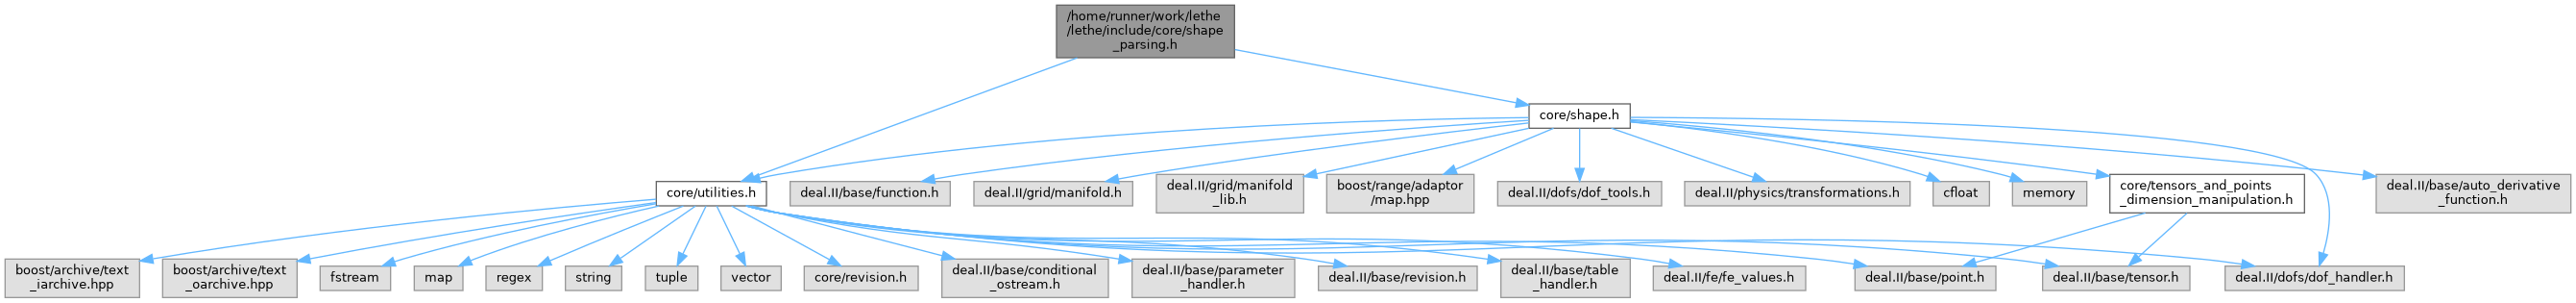 /home/runner/work/lethe
/lethe/include/core/shape
_parsing.h
core/shape.h
core/utilities.h
deal.II/base/function.h
deal.II/grid/manifold.h
deal.II/grid/manifold
_lib.h
boost/range/adaptor
/map.hpp
deal.II/dofs/dof_tools.h
deal.II/physics/transformations.h
cfloat
memory
core/tensors_and_points
_dimension_manipulation.h
deal.II/base/auto_derivative
_function.h
boost/archive/text
_iarchive.hpp
boost/archive/text
_oarchive.hpp
fstream
map
regex
string
tuple
vector
core/revision.h
deal.II/base/conditional
_ostream.h
deal.II/base/parameter
_handler.h
deal.II/base/revision.h
deal.II/base/table
_handler.h
deal.II/fe/fe_values.h
deal.II/base/point.h
deal.II/base/tensor.h
deal.II/dofs/dof_handler.h